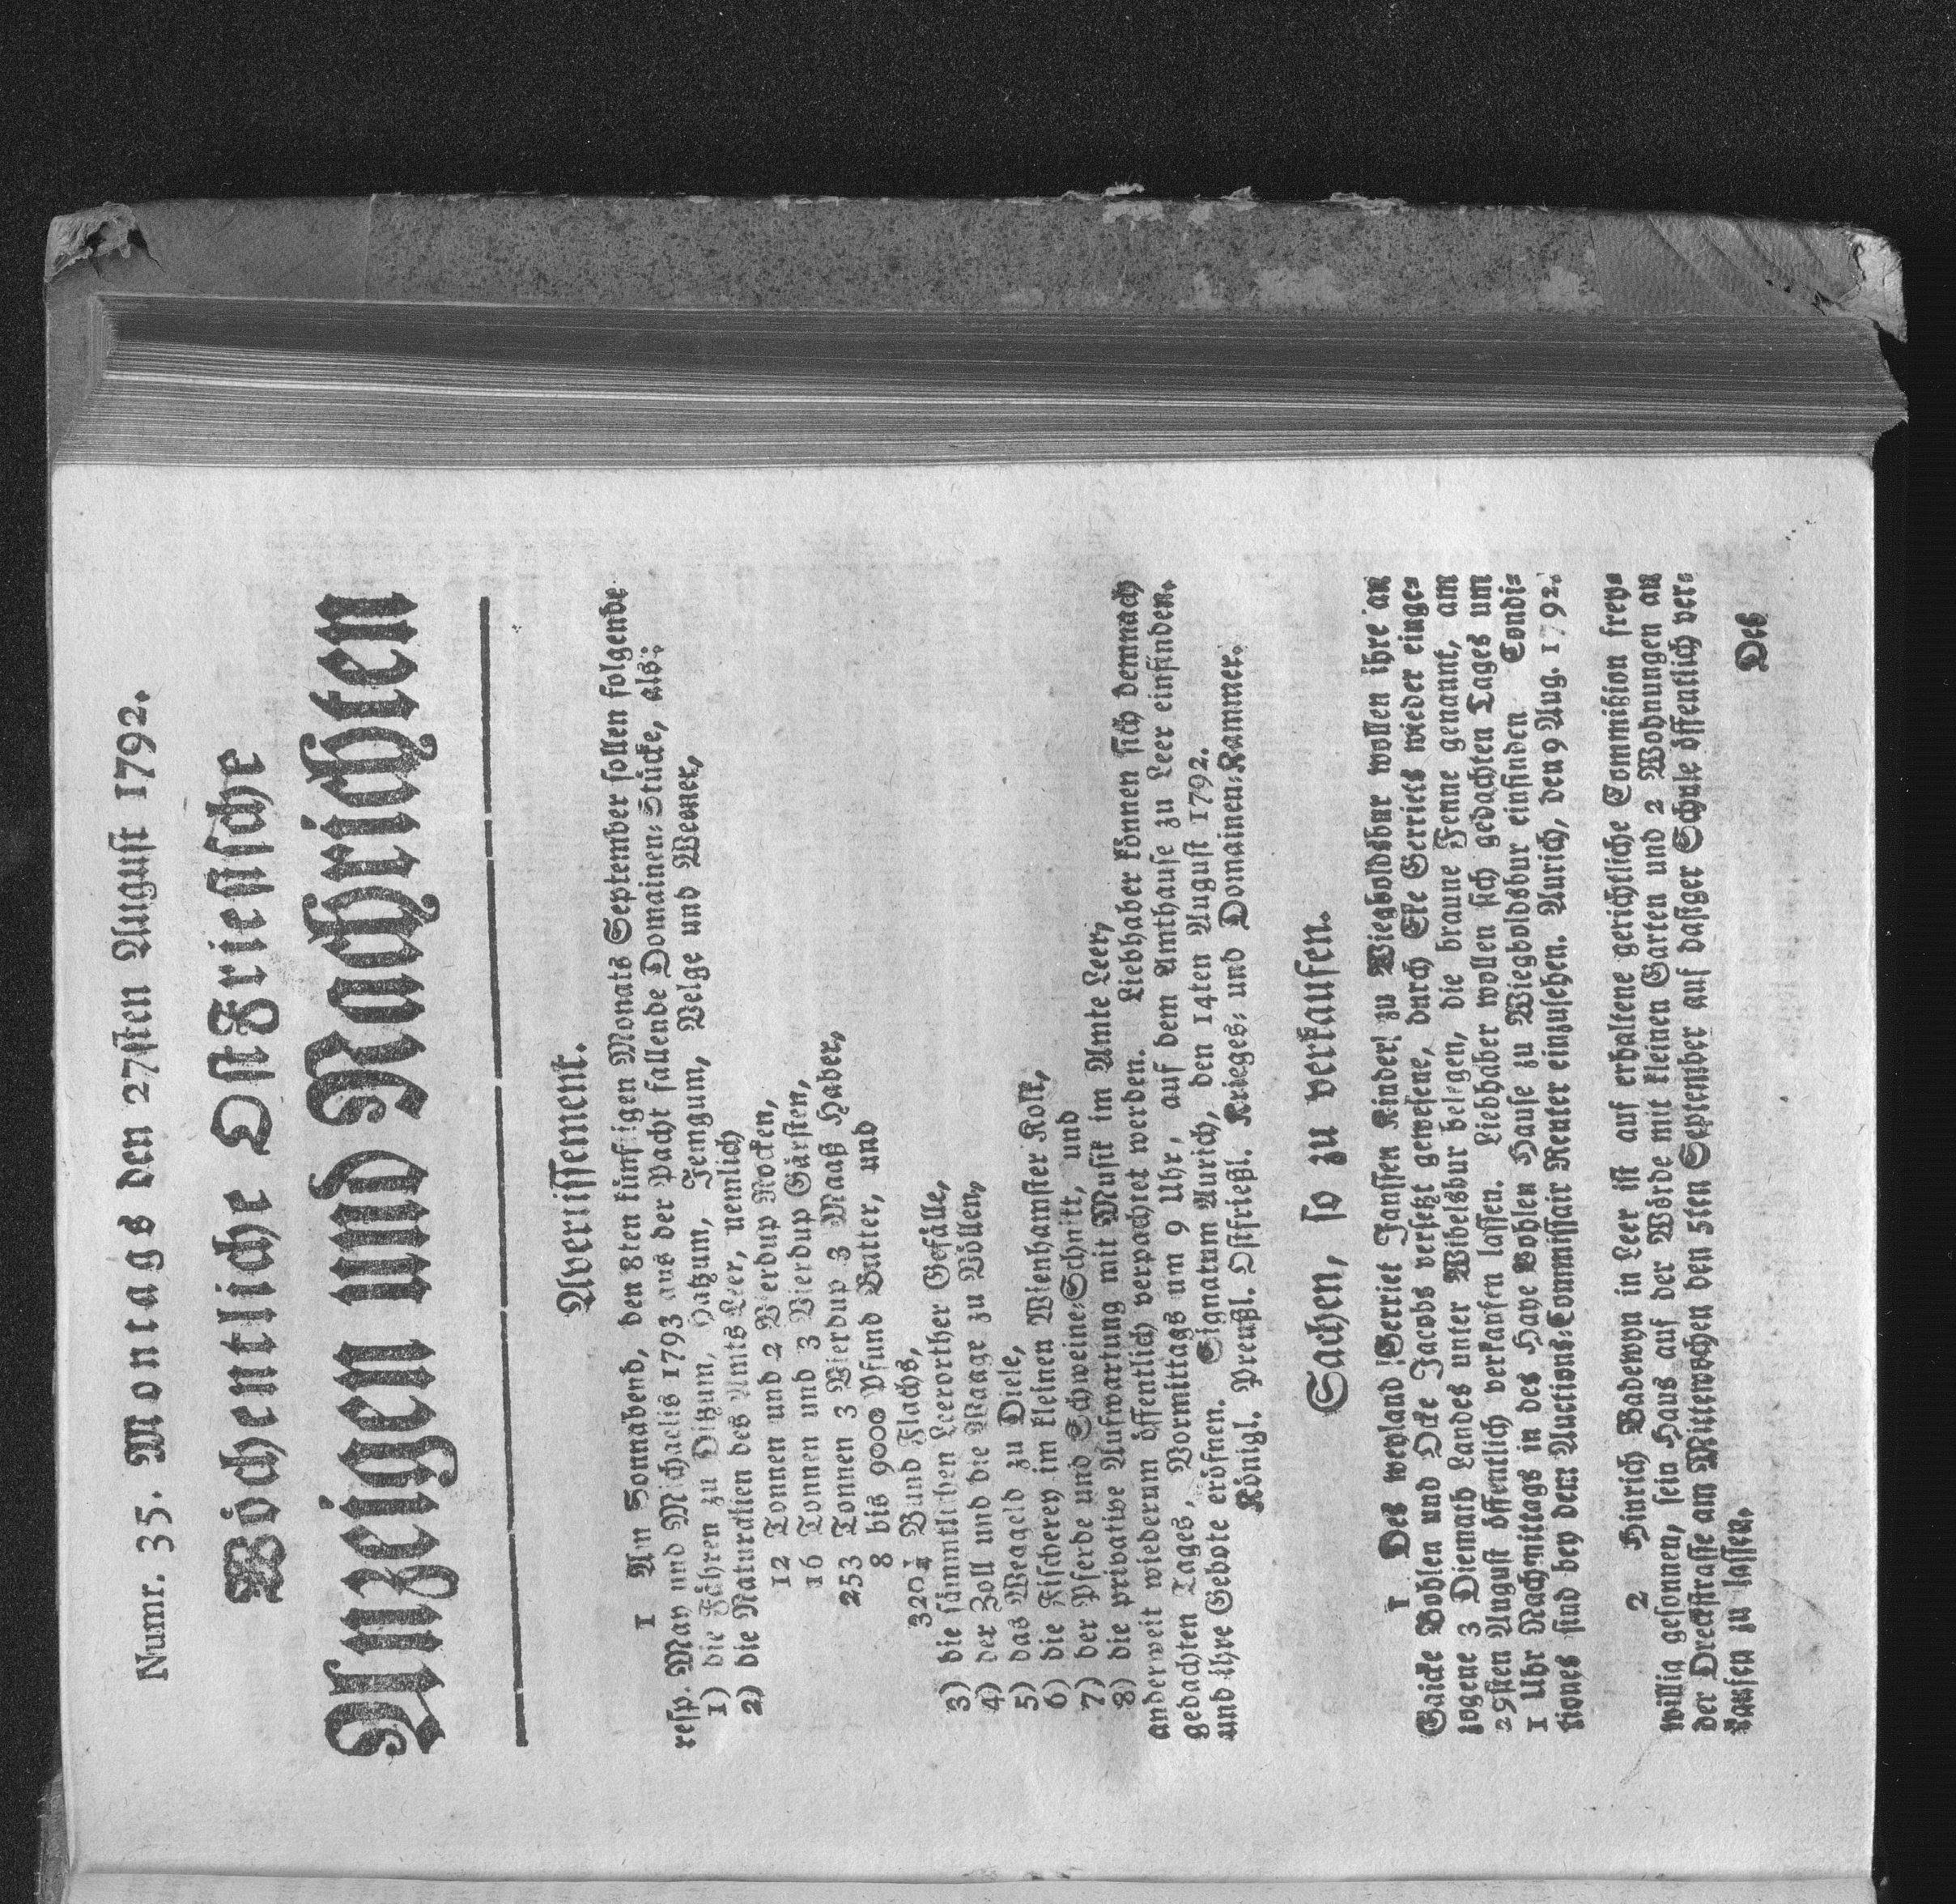 Numr. 35. Montags den 27sten August 1792.
Wöchentliche OstFriesische
Anzeigen und Nachrichten
Avertissement.
1 Am Sonnabend, den 8ten künftigen Monats September sollen folgende
resp. May und Michaelis 1793 aus der Pacht fallende Domainen-Stücke, als:
1) die Fähren zu Ditzum, Hatzum, Jemgum, Velge und Weener,
2) die Naturalien des Amts Leer, nemlich
12 Tonnen und 2 Vierdup Rocken,
16 Tonnen und 3 Vierdup Gärsten,
253 Tonnen 3 Vierdup 3 Maaß Haber,
8 bis 9000 Pfund Butter, und
320½ Bund Flachs,
3) die sämmtlichen Leerorther Gefälle,
4) der Zoll und die Waage zu Völlen,
5) das Weggeld zu Diele,
6) die Fischerey im kleinen Wienhamster Kolk,
7) der Pferde und Schweine-Schnitt, und
8) die privative Aufwartung mit Musik im Amte Leer,
anderweit wiederum öffentlich verpachtet werden. Liebhaber können sich demnach
gedachten Tages, Vormittags um 9 Uhr, auf dem Amthause zu Leer einfinden,
und ihre Gebote eröfnen. Signatum Aurich, den 14ten August 1792.
Königl. Preußl. Ostfrießl. Krieges- und Domainen-Kammer.
Sachen, so zu verkaufen.
1 Des weyland Gerriet Janssen Kinder zu Wiegboldsbur wollen ihre an
Gaicke Bohlen und Ocke Jacobs versetzt gewesene, durch Eke Gerriets wieder einge-
zogene 3 Diemath Landes unter Wibelsbur belegen, die braune Fenne genannt, am
29sten August öffentlich verkaufen lassen. Liebhaber wollen sich gedachten Tages um
1 Uhr Nachmittags in des Haye Bohlen Hause zu Wiegboldsbur einfinden Condi-
tiones sind bey dem Auctions-Commissair Reuter einzusehen. Aurich, den 9 Aug. 1792.
2 Hinrich Badewyn in Leer ist auf erhaltene gerichtliche Commißion frey-
willig gesonnen, sein Haus auf der Wörde mit kleinen Garten und 2 Wohnungen an
der Dreckstrasse am Mittewochen den 5ten September auf dasiger Schule öffentlich ver-
kaufen zu lassen.
Des